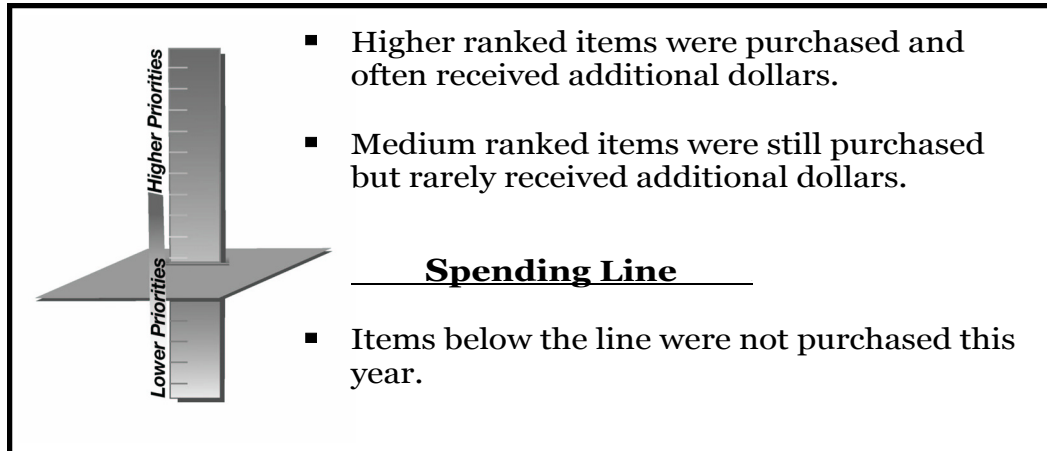 Higher Priorities
Lower Priorities
▪ Higher ranked items were purchased and
often received additional dollars.
▪ Medium ranked items were still purchased
but rarely received additional dollars.
Spending Line
▪ Items below the line were not purchased this
year.